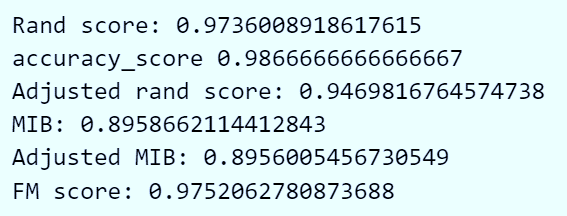 Rand score: 0.9736008918617615
accuracy_score 0.9866666666666667
Adjusted rand score: 0.9469816764574738
MIB: 0.8958662114412843
Adjusted MIB: 0.8956005456730549
FM score: 0.9752062780873688